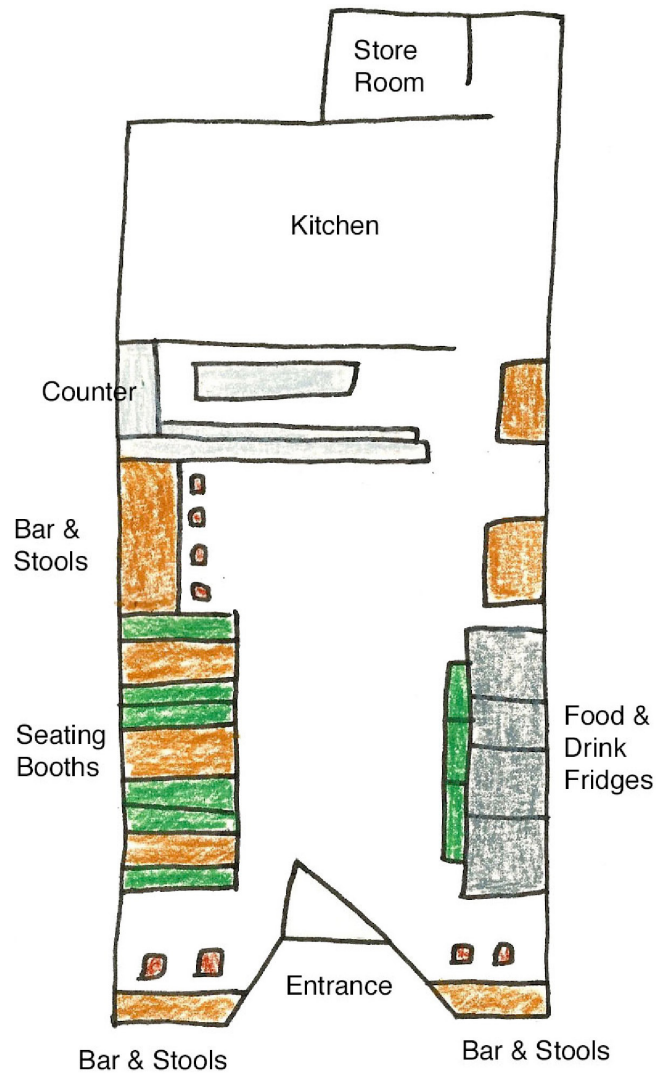 Store
Room
Kitchen
Counter
Bar &
Stools
Seating
Booths
Food &
Drink
Fridges
Entrance
Bar & Stools
Bar & Stools